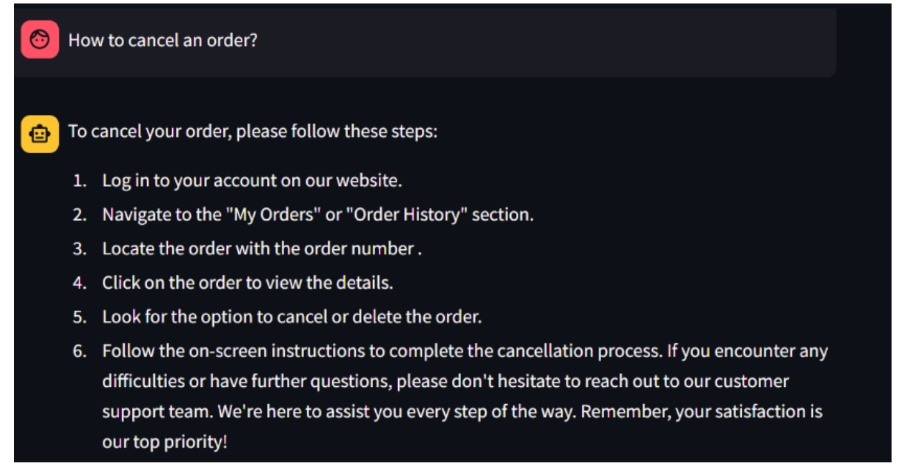 How to cancel an order?
To cancel your order, please follow these steps:
1. Log in to your account on our website.
2. Navigate to the "My Orders" or "Order History" section.
3. Locate the order with the order number .
4. Click on the order to view the details.
5. Look for the option to cancel or delete the order.
6. Follow the on-screen instructions to complete the cancellation process. If you encounter any
difficulties or have further questions, please don't hesitate to reach out to our customer
support team. We're here to assist you every step of the way. Remember, your satisfaction is
our top priority!